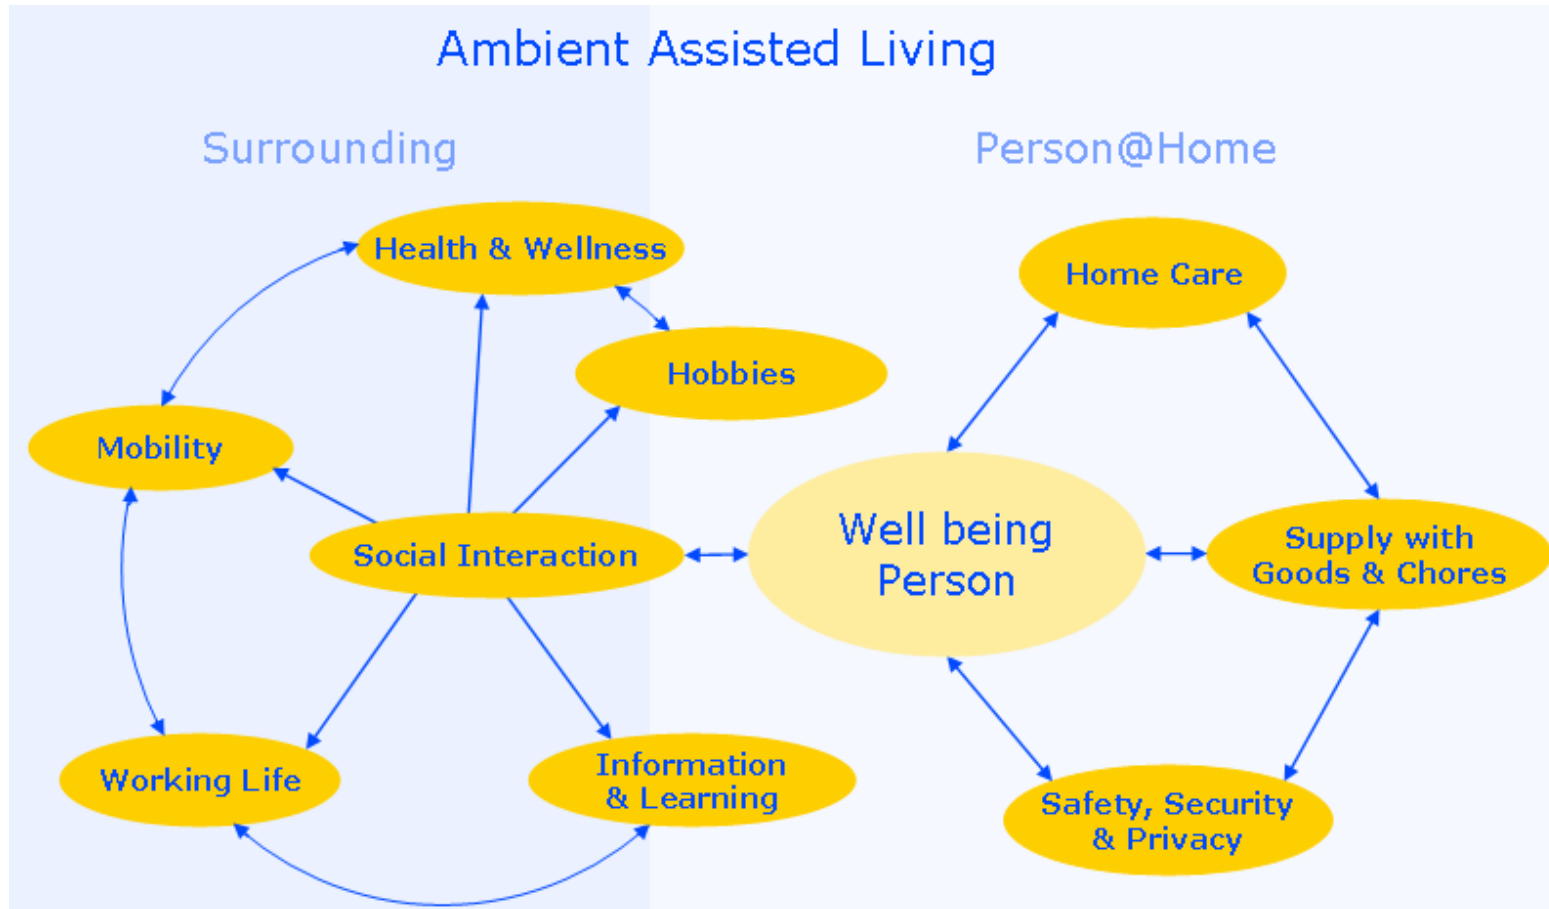 Ambient Assisted Living
Surrounding
Person@Home
Health & Wellness
Home Care
Hobbies
Mobility
Social Interaction
Well being
Person
Supply with
Goods & Chores
Working Life
Information
& Learning
Safety, Security
& Privacy